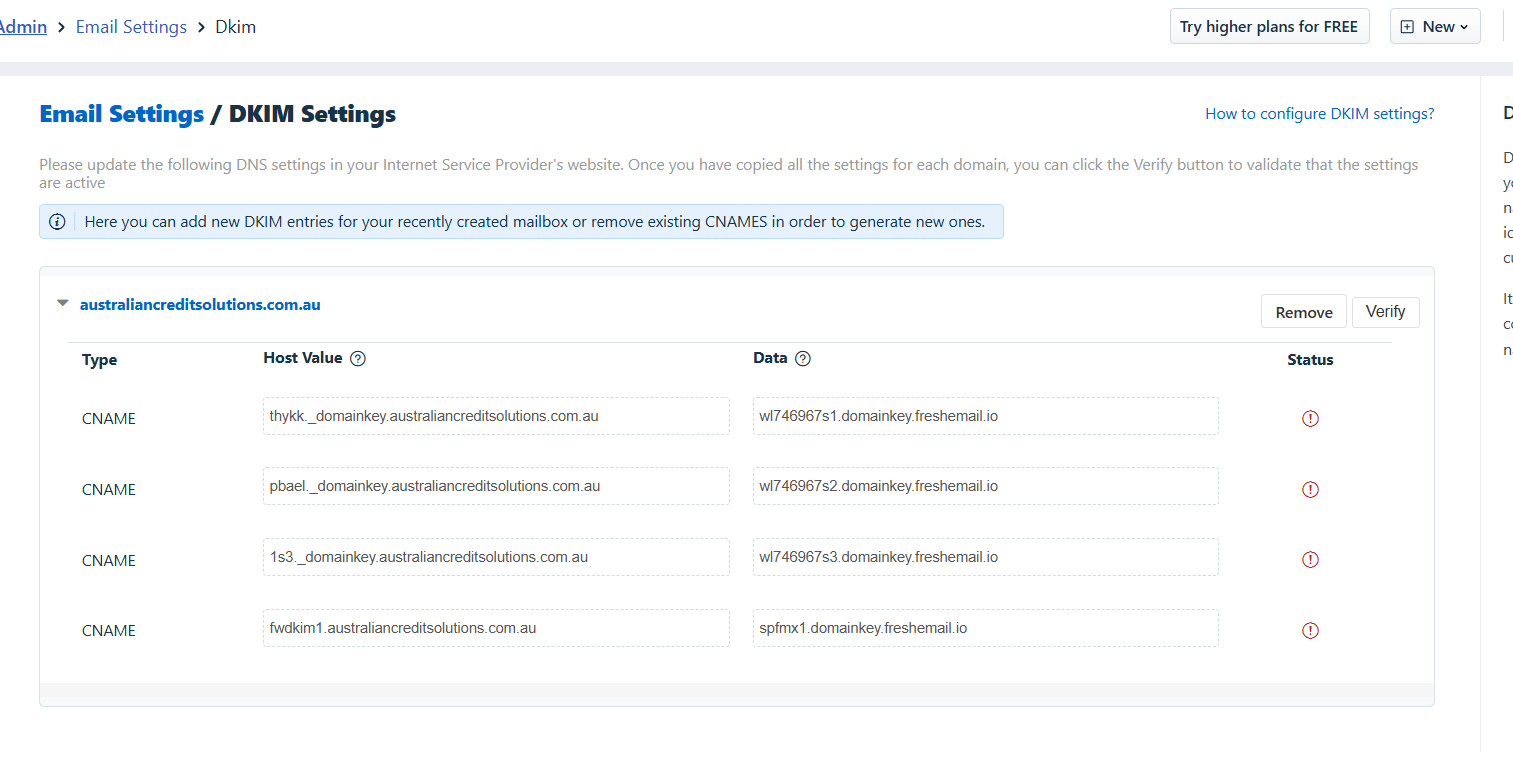 Admin > Email Settings > Dkim
Try higher plans for FREE
New
Email Settings / DKIM Settings
How to configure DKIM settings?
Please update the following DNS settings in your Internet Service Provider's website. Once you have copied all the settings for each domain, you can click the Verify button to validate that the settings
are active
Here you can add new DKIM entries for your recently created mailbox or remove existing CNAMES in order to generate new ones.
australiancreditsolutions.com.au
Remove
Verify
Type Host Value Data Status
CNAME thykk._domainkey.australiancreditsolutions.com.au wl746967s1.domainkey.freshemail.io
CNAME pbael._domainkey.australiancreditsolutions.com.au wl746967s2.domainkey.freshemail.io
CNAME 1s3._domainkey.australiancreditsolutions.com.au wl746967s3.domainkey.freshemail.io
CNAME fwdkim1.australiancreditsolutions.com.au spfmx1.domainkey.freshemail.io